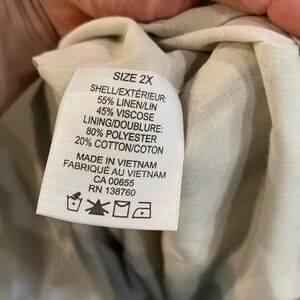 SIZE 2X
SHELL/EXTÉRIEUR:
55% LINEN/LIN
45% VISCOSE
LINING/DOUBLURE:
80% POLYESTER
20% COTTON/COTON
MADE IN VIETNAM
FABRIQUÉ AU VIETNAM
CA 00655
RN 138760